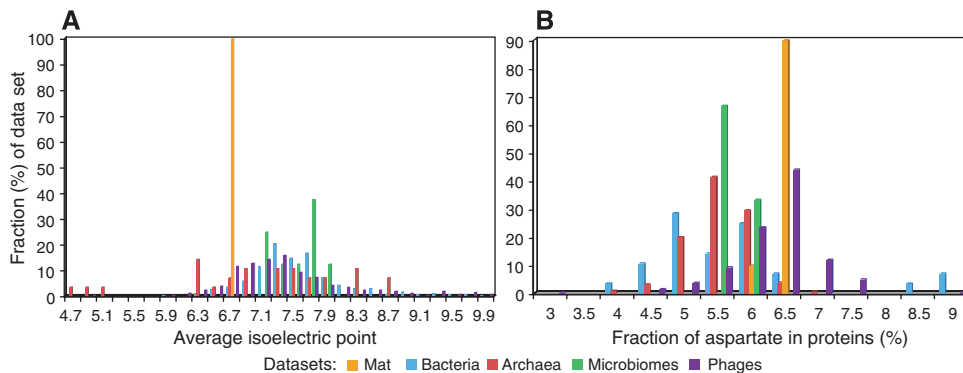 A
Fraction (%) of data set
100
90
80
70
60
50
40
30
20
10
0
4.7 5.1 5.5 5.9 6.3 6.7 7.1 7.5 7.9 8.3 8.7 9.1 9.5 9.9
Average isoelectric point
B
90
80
70
60
50
40
30
20
10
0
3 3.5 4 4.5 5 5.5 6 6.5 7 7.5 8 8.5 9
Fraction of aspartate in proteins (%)
Datasets: Mat Bacteria Archaea Microbiomes Phages